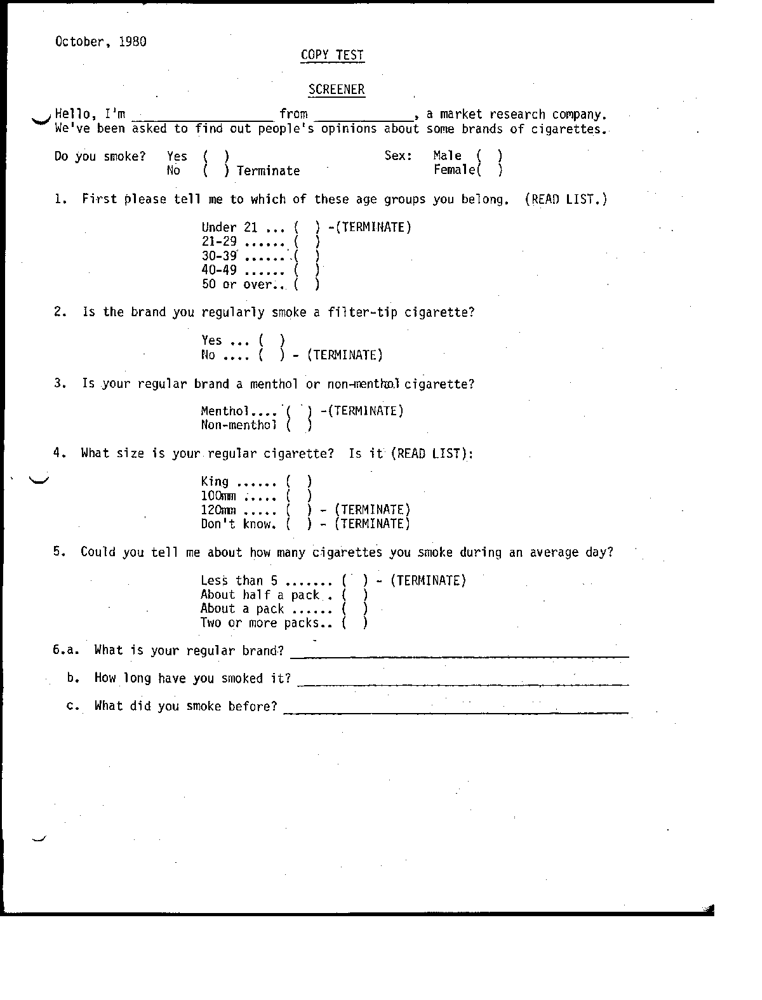 October, 1980
COPY TEST
SCREENER
Hello, I'm ____________________ from ______________, a market research company.
We've been asked to find out people's opinions about some brands of cigarettes.
Do you smoke? Yes ( ) Sex: Male ( )
No ( ) Terminate Female( )
1. First please tell me to which of these age groups you belong. (READ LIST.)
Under 21 ... ( ) -(TERMINATE)
21-29 ...... ( )
30-39 ...... ( )
40-49 ...... ( )
50 or over.. ( )
2. Is the brand you regularly smoke a filter-tip cigarette?
Yes ... ( )
No .... ( ) - (TERMINATE)
3. Is your regular brand a menthol or non-menthol cigarette?
Menthol.... ( ) -(TERMINATE)
Non-menthol ( )
4. What size is your regular cigarette? Is it (READ LIST):
King ...... ( )
100mm ..... ( )
120mm ..... ( ) - (TERMINATE)
Don't know. ( ) - (TERMINATE)
5. Could you tell me about how many cigarettes you smoke during an average day?
Less than 5 ....... ( ) - (TERMINATE)
About half a pack . ( )
About a pack ...... ( )
Two or more packs.. ( )
6.a. What is your regular brand? ____________________
b. How long have you smoked it? ____________________
c. What did you smoke before? ____________________